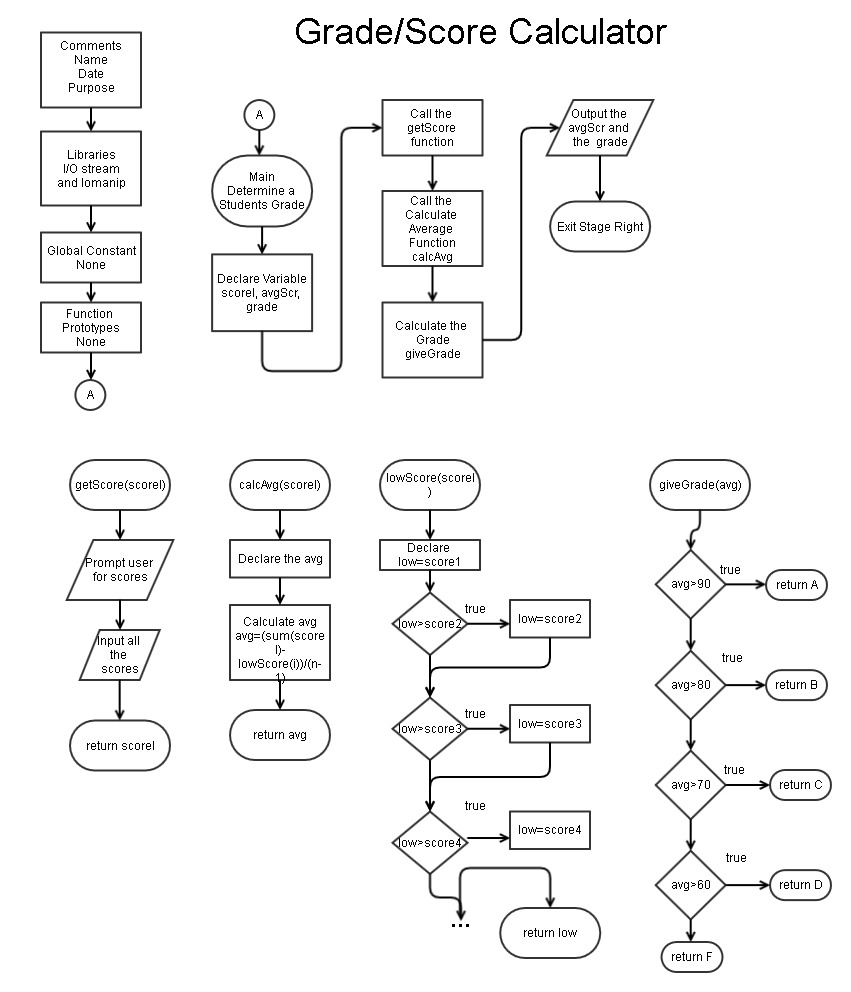 Grade/Score Calculator
Comments
Name
Date
Purpose
Libraries
I/O stream
and Iomanip
Global Constant
None
Function
Prototypes
None
A
A
Main
Determine a
Students Grade
Declare Variable
scoreI, avgScr,
grade
Call the
getScore
function
Call the
Calculate
Average
Function
calcAvg
Calculate the
Grade
giveGrade
Output the
avgScr and
the grade
Exit Stage Right
getScore(scoreI)
Prompt user
for scores
Input all
the
scores
return scoreI
calcAvg(scoreI)
Declare the avg
Calculate avg
avg=(sum(score
I)-
lowScore(i))/(n-
1)
return avg
lowScore(scoreI
)
Declare
low=score1
low>score2
true
low=score2
low>score3
true
low=score3
low>score4
true
low=score4
...
return low
giveGrade(avg)
avg>90
true
return A
avg>80
true
return B
avg>70
true
return C
avg>60
true
return D
return F